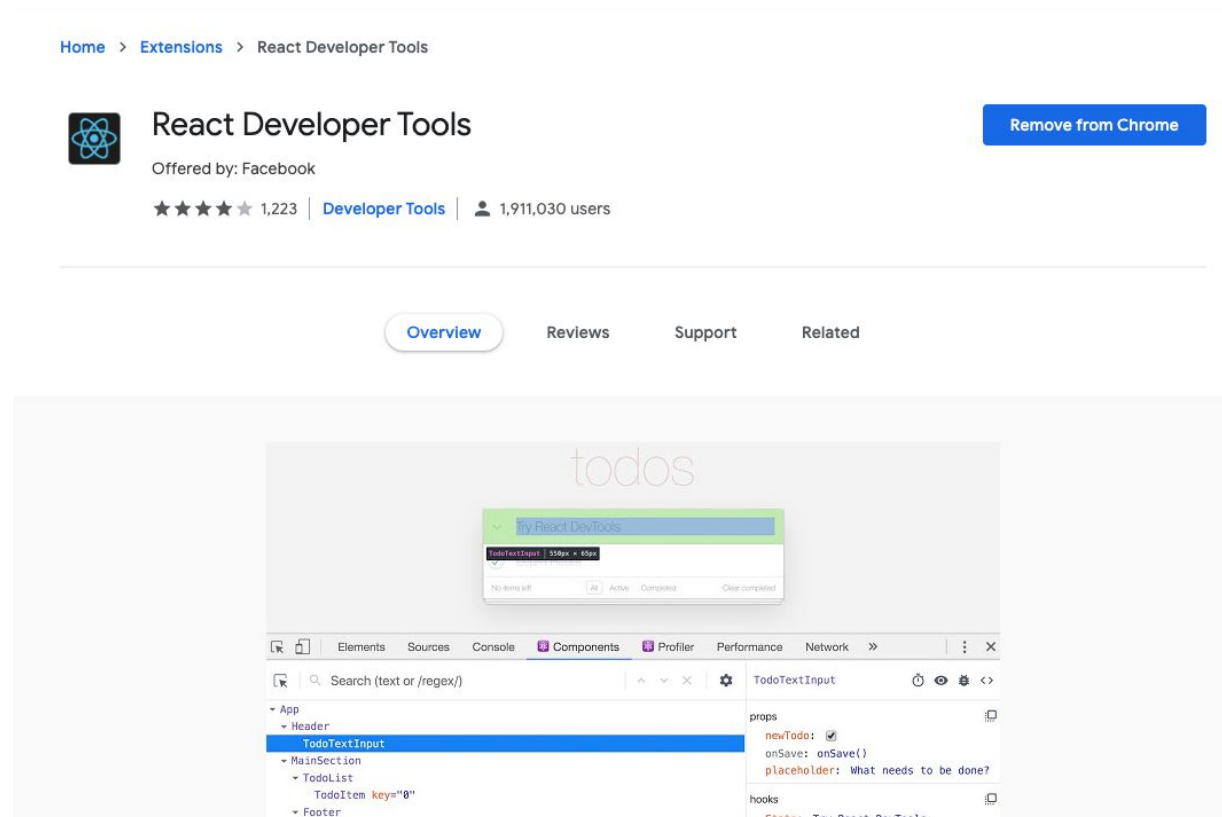 Home > Extensions > React Developer Tools
React Developer Tools
Remove from Chrome
Offered by: Facebook
1,223 | Developer Tools | 1,911,030 users
Overview Reviews Support Related
todos
Try React DevTools
TodoTextInput | 550px × 65px
No items left All Active Completed Clear completed
Elements Sources Console Components Profiler Performance Network »
Search (text or /regex/)
TodoTextInput
App
Header
TodoTextInput
MainSection
TodoList
TodoItem key="0"
Footer
props
newTodo:
onSave: onSave()
placeholder: What needs to be done?
hooks